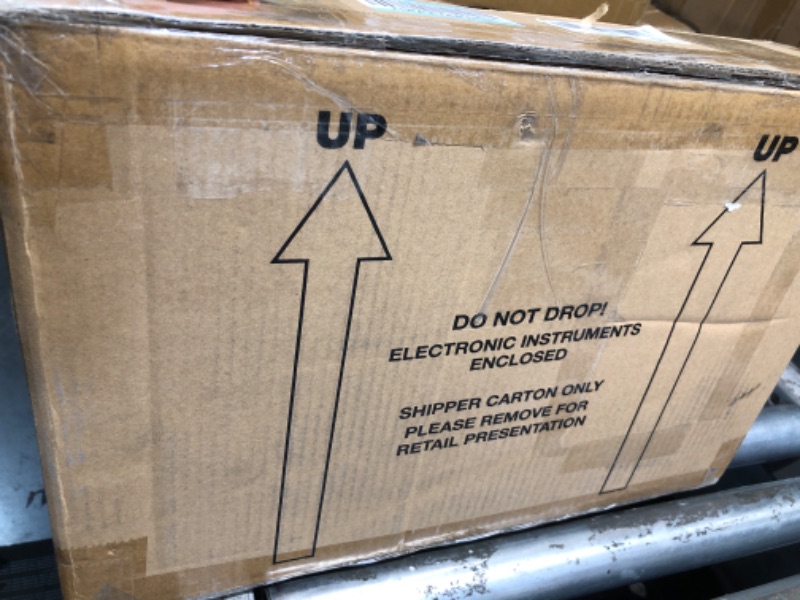 UP
UP
DO NOT DROP!
ELECTRONIC INSTRUMENTS
ENCLOSED
SHIPPER CARTON ONLY
PLEASE REMOVE FOR
RETAIL PRESENTATION